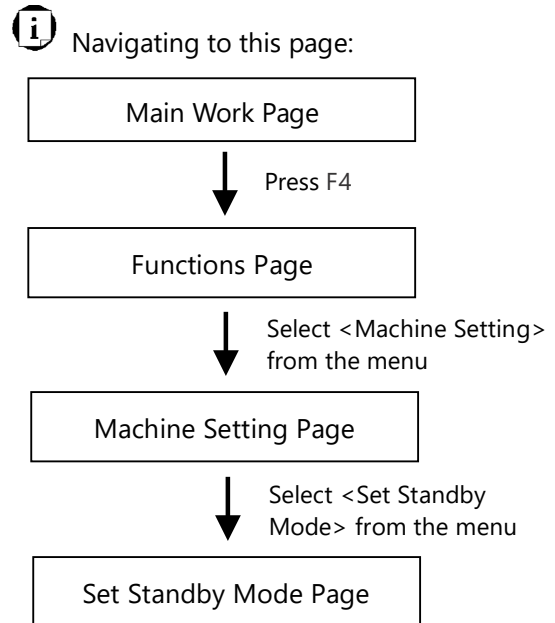 i
Navigating to this page:
Main Work Page
Press F4
Functions Page
Select <Machine Setting>
from the menu
Machine Setting Page
Select <Set Standby
Mode> from the menu
Set Standby Mode Page